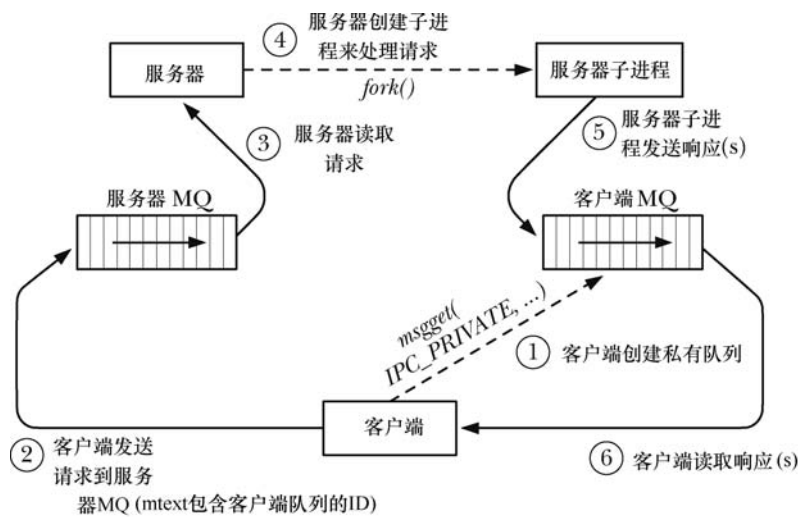 ④ 服务器创建子进
程来处理请求
服务器
fork()
服务器子进程
③ 服务器读取
请求
⑤ 服务器子进
程发送响应(s)
服务器 MQ
客户端 MQ
msgget(
IPC_PRIVATE, ...)
① 客户端创建私有队列
客户端
② 客户端发送
请求到服务
器MQ (mtext包含客户端队列的ID)
⑥ 客户端读取响应(s)